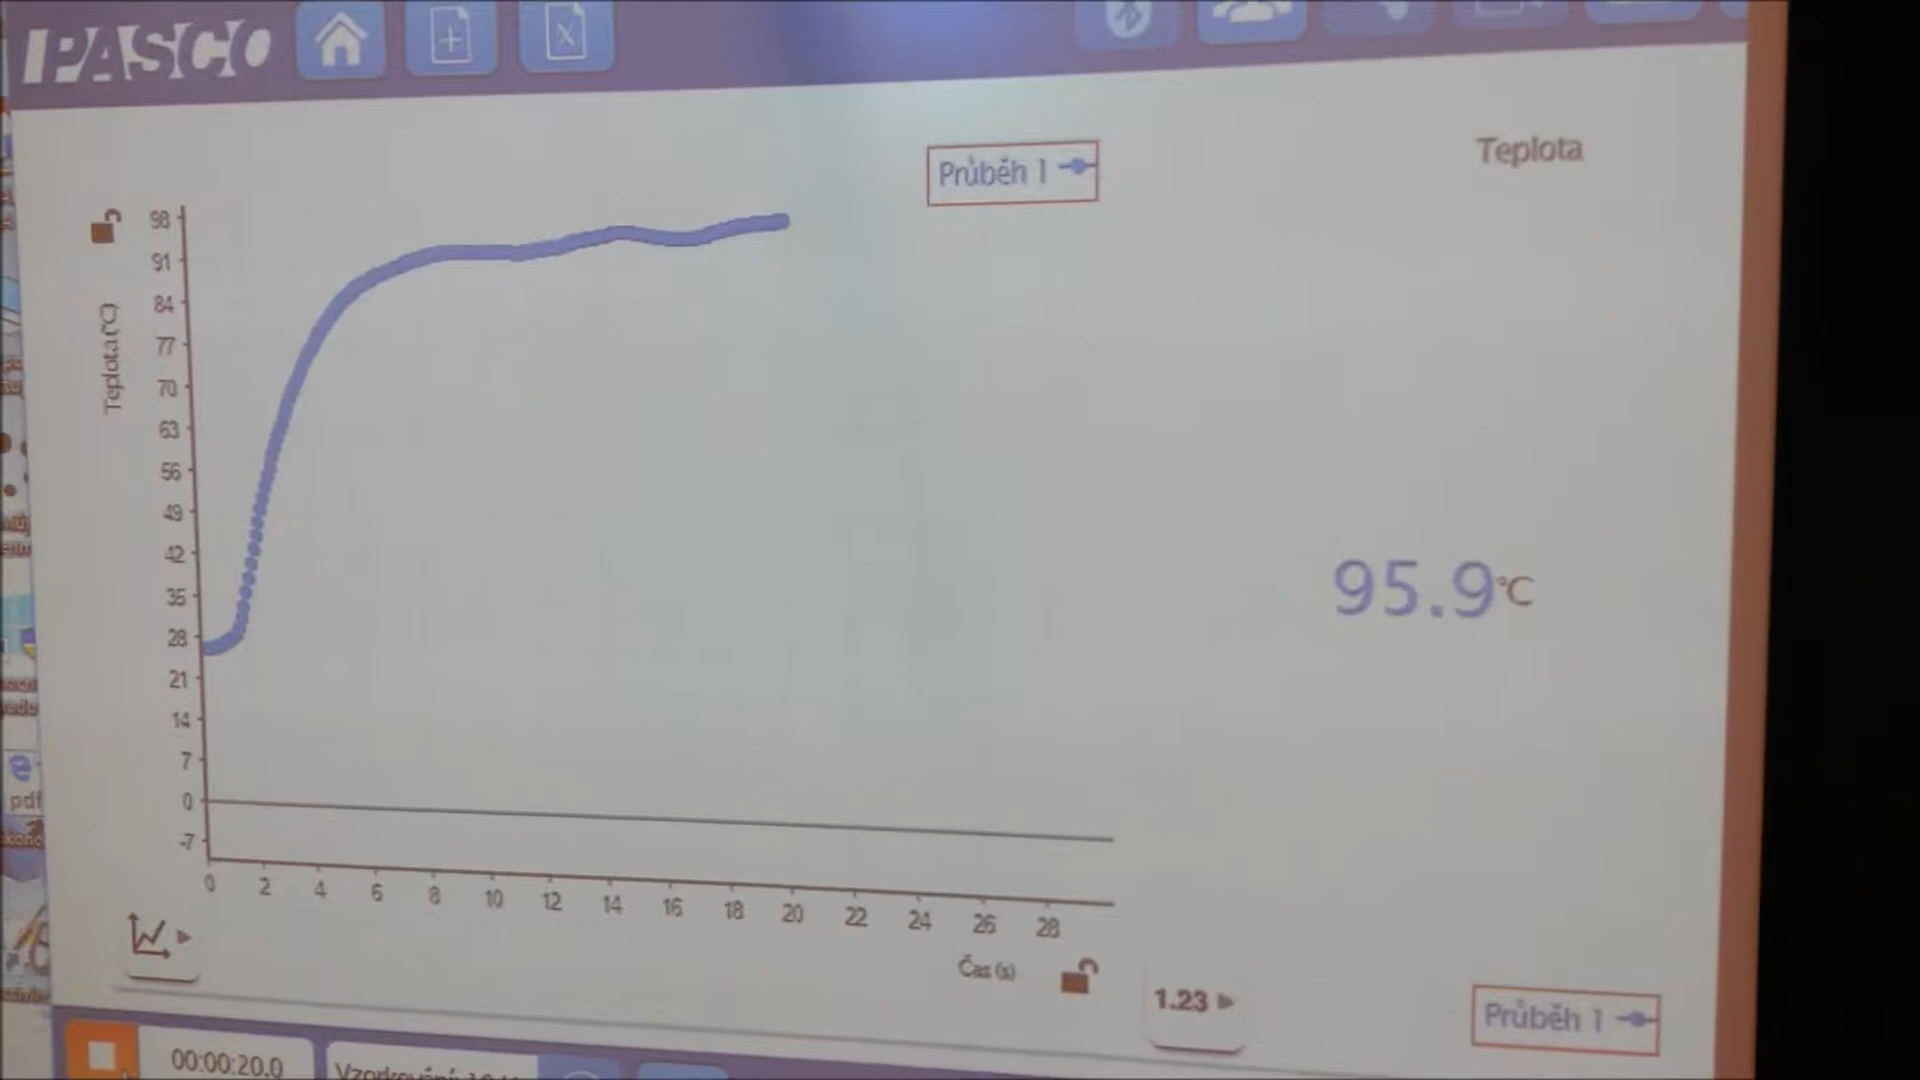 PASCO
Průběh 1
Teplota
98
91
84
77
70
63
56
49
42
35
28
21
14
7
0
-7
Teplota (°C)
95.9°C
0 2 4 6 8 10 12 14 16 18 20 22 24 26 28
Čas (s)
1.23
Průběh 1
00:00:20.0
pdf